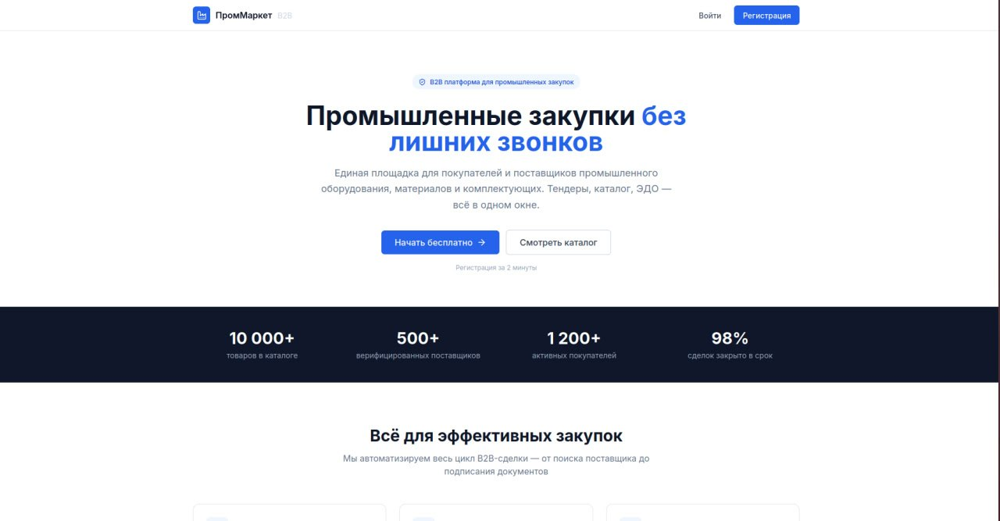 ПромМаркет B2B
Войти
Регистрация
B2B платформа для промышленных закупок
Промышленные закупки без
лишних звонков
Единая площадка для покупателей и поставщиков промышленного
оборудования, материалов и комплектующих. Тендеры, каталог, ЭДО —
всё в одном окне.
Начать бесплатно →
Смотреть каталог
Регистрация за 2 минуты
10 000+
товаров в каталоге
500+
верифицированных поставщиков
1 200+
активных покупателей
98%
сделок закрыто в срок
Всё для эффективных закупок
Мы автоматизируем весь цикл B2B-сделки — от поиска поставщика до
подписания документов